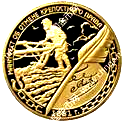 МАНИФЕСТ ОБ ОТМЕНЕ КРЕПОСТНОГО ПРАВА
1861 г.